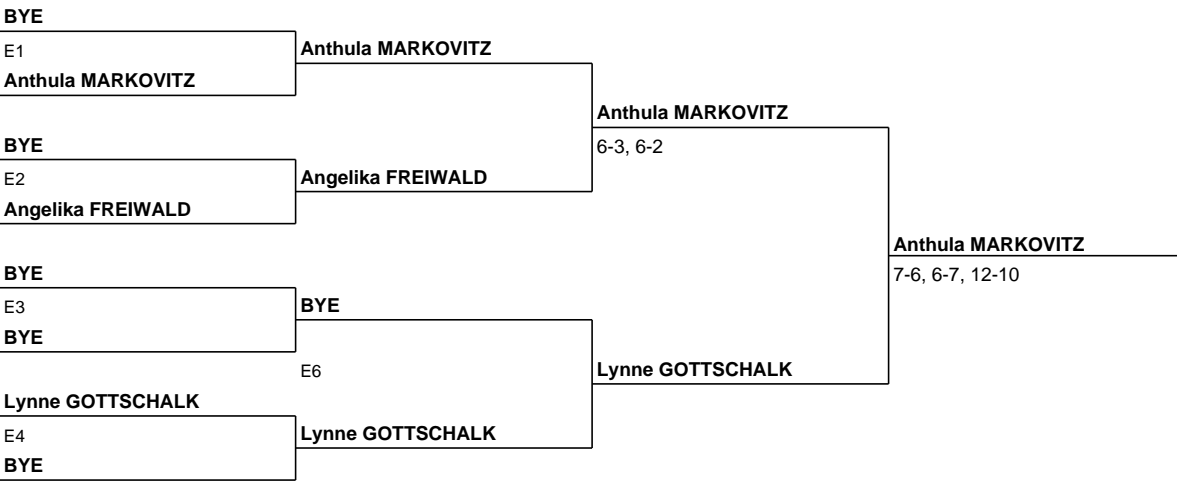 BYE
E1
Anthula MARKOVITZ
Anthula MARKOVITZ
BYE
E2
Angelika FREIWALD
Angelika FREIWALD
Anthula MARKOVITZ
6-3, 6-2
BYE
E3
BYE
BYE
E6
Lynne GOTTSCHALK
E4
BYE
Lynne GOTTSCHALK
Lynne GOTTSCHALK
Anthula MARKOVITZ
7-6, 6-7, 12-10